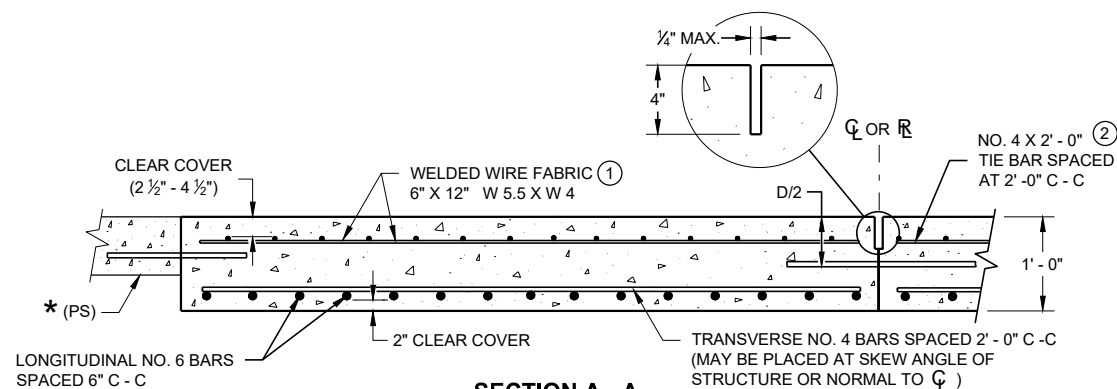 ¼" MAX.
4"
℄ OR R
NO. 4 X 2' - 0" ②
TIE BAR SPACED
AT 2' -0" C - C
CLEAR COVER
(2 ½" - 4 ½")
WELDED WIRE FABRIC ①
6" X 12" W 5.5 X W 4
D/2
1' - 0"
* (PS)
2" CLEAR COVER
LONGITUDINAL NO. 6 BARS
SPACED 6" C - C
TRANSVERSE NO. 4 BARS SPACED 2' - 0" C -C
(MAY BE PLACED AT SKEW ANGLE OF
STRUCTURE OR NORMAL TO ℄ )